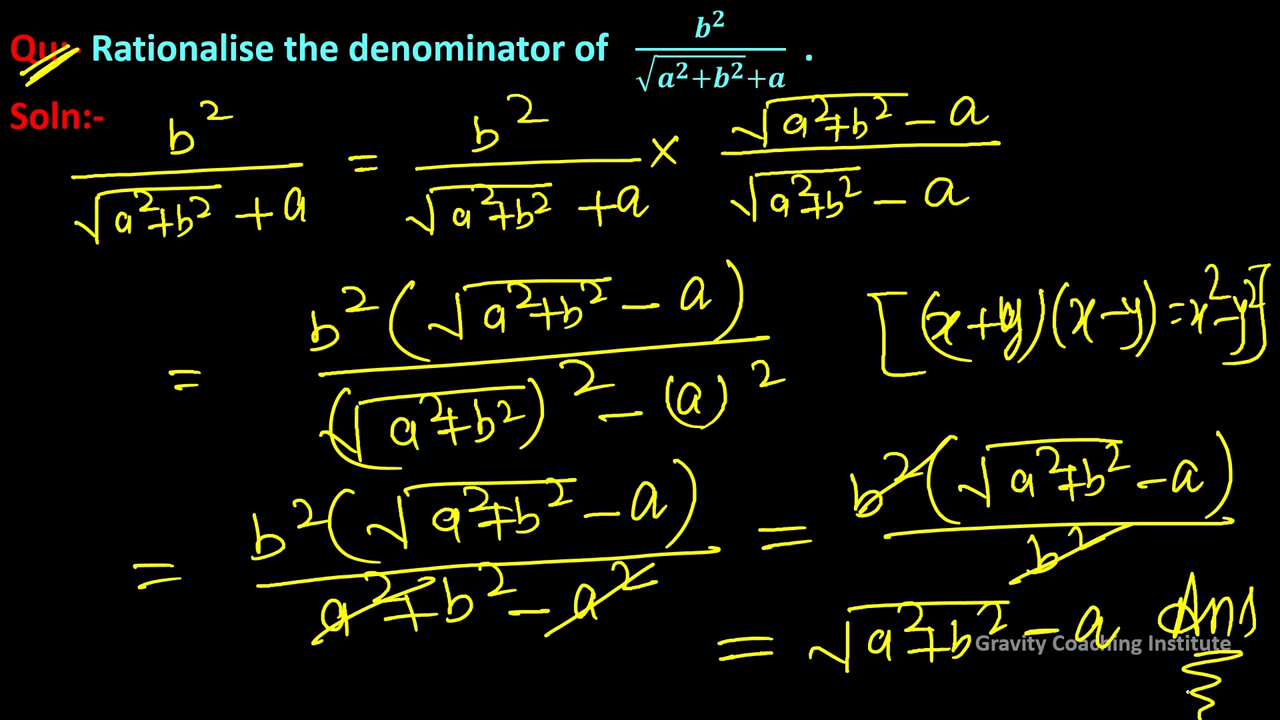 Qu:- Rationalise the denominator of b²/(√(a²+b²)+a) .
Soln:- b²/(√(a²+b²) + a) = b²/(√(a²+b²) + a) × (√(a²+b²) - a)/(√(a²+b²) - a)
= b²(√(a²+b²) - a)/((√(a²+b²))² - (a)²) [(x+y)(x-y)=x²-y²]
= b²(√(a²+b²) - a)/(a²+b²-a²) = b²(√(a²+b²) - a)/b²
= √(a²+b²) - a Ans
Gravity Coaching Institute